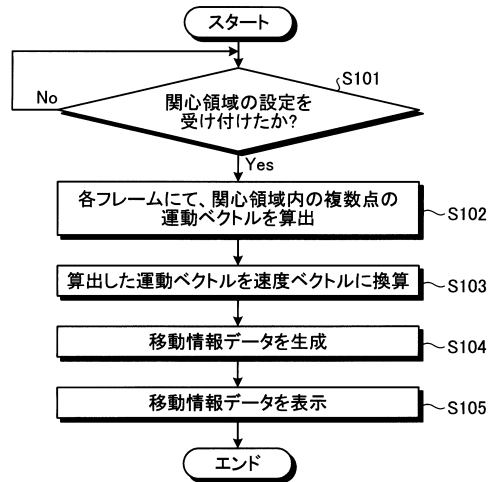 スタート
S101
No
関心領域の設定を
受け付けたか?
Yes
各フレームにて、関心領域内の複数点の
運動ベクトルを算出
S102
算出した運動ベクトルを速度ベクトルに換算
S103
移動情報データを生成
S104
移動情報データを表示
S105
エンド